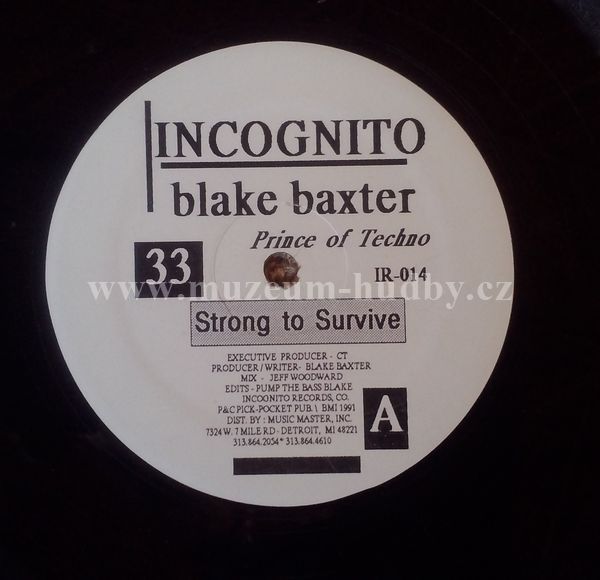 INCOGNITO
blake baxter
Prince of Techno
33
IR-014
www.muzeum-hudby.cz
Strong to Survive
EXECUTIVE PRODUCER - CT
PRODUCER/WRITER- BLAKE BAXTER
MIX - JEFF WOODWARD
EDITS - PUMP THE BASS BLAKE
INCOGNITO RECORDS, CO.
P&C PICK-POCKET PUB. \ BMI 1991
DIST. BY : MUSIC MASTER, INC.
7324 W. 7 MILE RD - DETROIT, MI 48221
313.864.2054* 313.864.4610
A